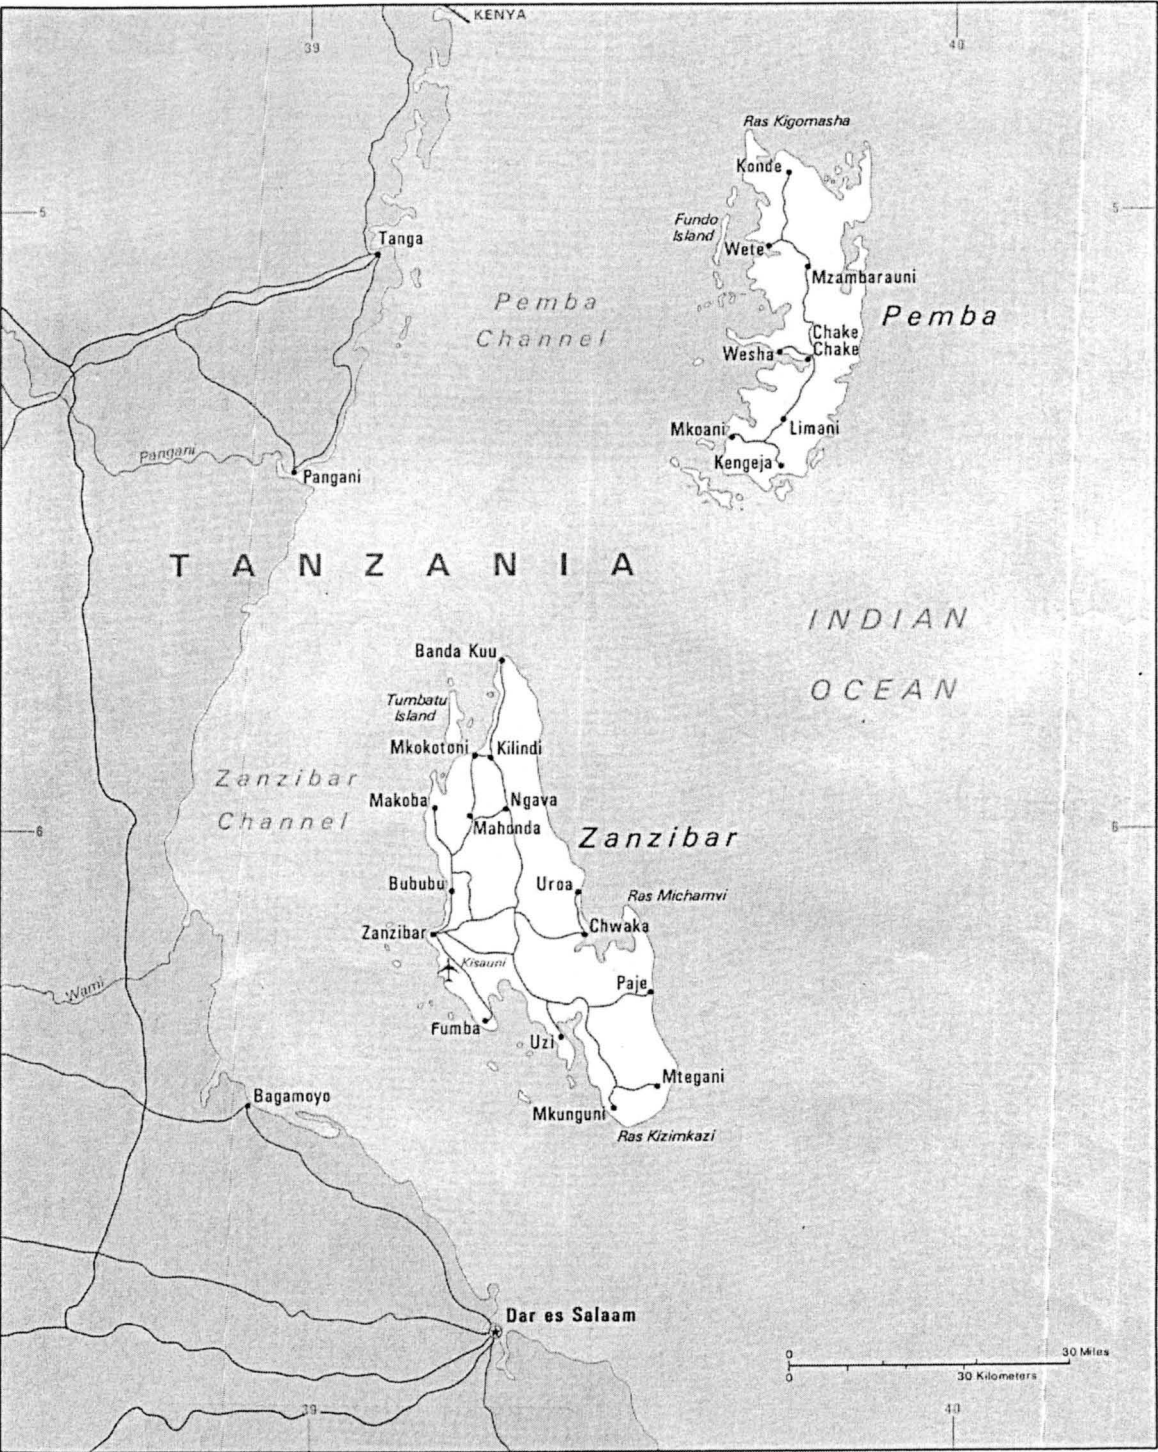 KENYA
39
40
Ras Kigomasha
Konde
5
5
Fundo
Island
Tanga
Wete
Mzambarauni
Pemba
Channel
Pemba
Chake
Chake
Wesha
Mkoani
Limani
Pangani
Kengeja
Pangani
TANZANIA
INDIAN
OCEAN
Banda Kuu
Tumbatu
Island
Mkokotoni
Kilindi
Zanzibar
Channel
Makoba
Ngava
Mahonda
6
6
Zanzibar
Bububu
Uroa
Ras Michamvi
Zanzibar
Chwaka
Kisauni
Wami
Paje
Fumba
Uzi
Mtegani
Bagamoyo
Mkunguni
Ras Kizimkazi
Dar es Salaam
0
30 Miles
0
30 Kilometers
39
40